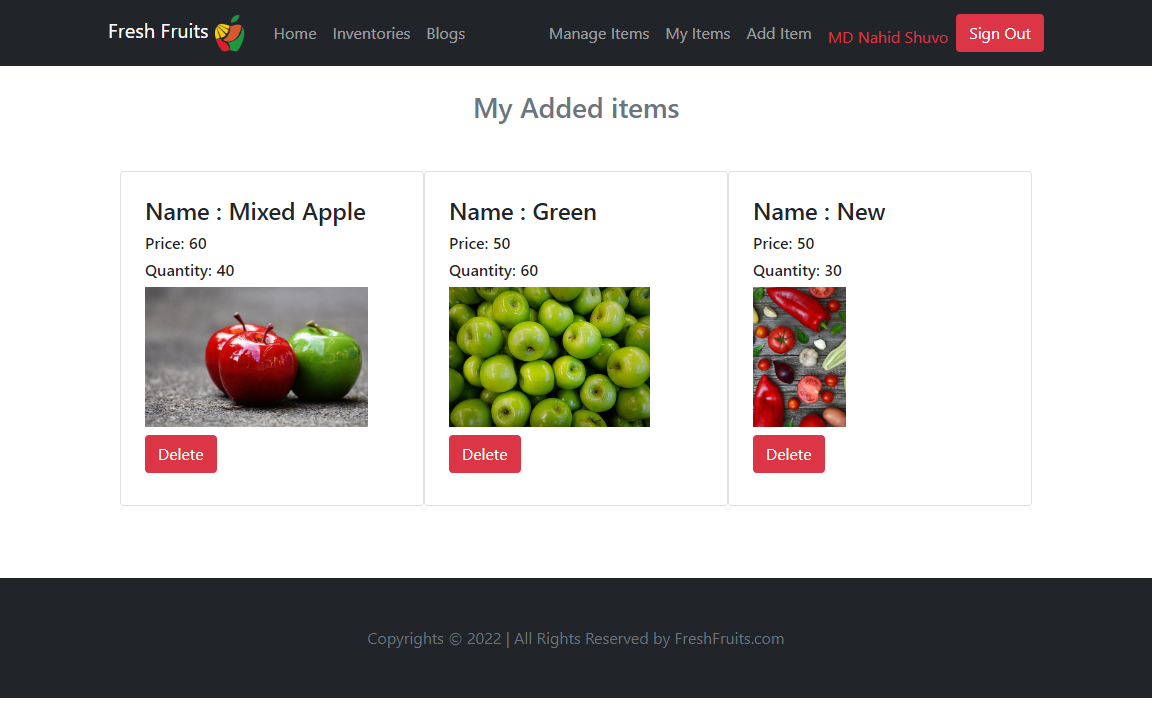 Fresh Fruits Home Inventories Blogs Manage Items My Items Add Item MD Nahid Shuvo Sign Out
My Added items
Name : Mixed Apple
Price: 60
Quantity: 40
Delete
Name : Green
Price: 50
Quantity: 60
Delete
Name : New
Price: 50
Quantity: 30
Delete
Copyrights © 2022 | All Rights Reserved by FreshFruits.com